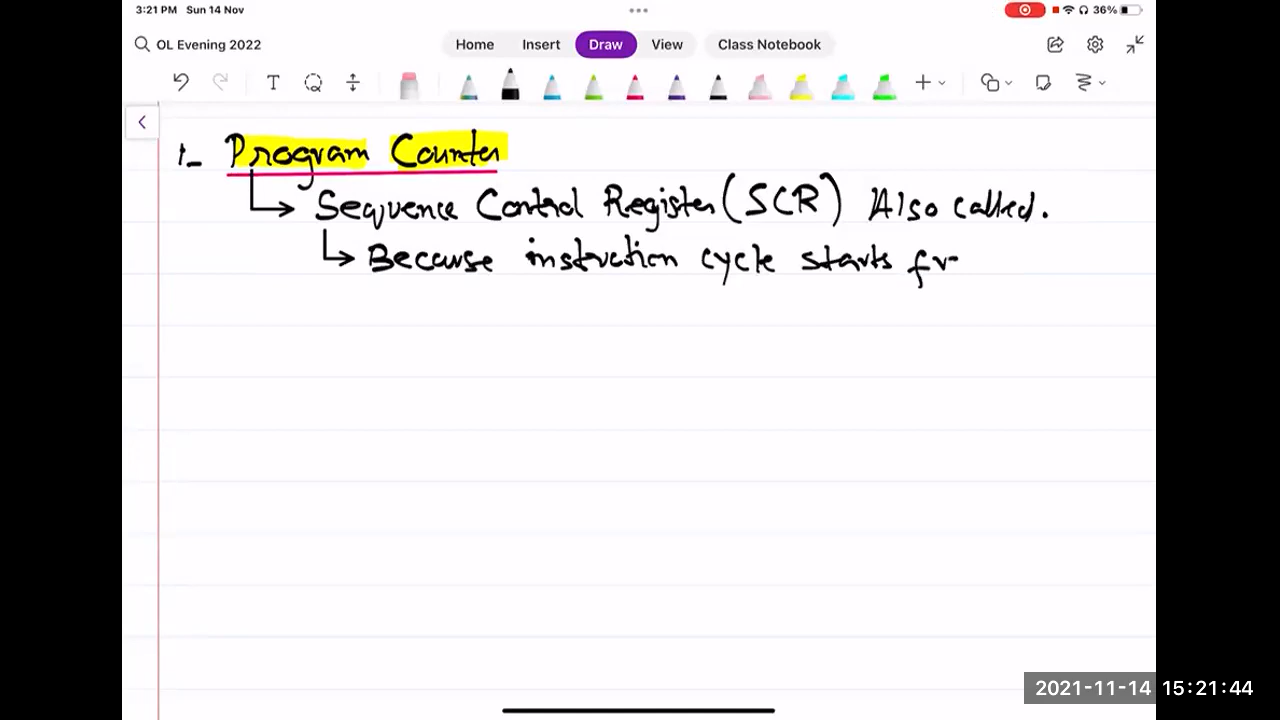 3:21 PM Sun 14 Nov
36%
OL Evening 2022
Home Insert Draw View Class Notebook
T
1- Program Counter
Sequence Control Register (SCR) Also called.
Because instruction cycle starts fr
2021-11-14 15:21:44